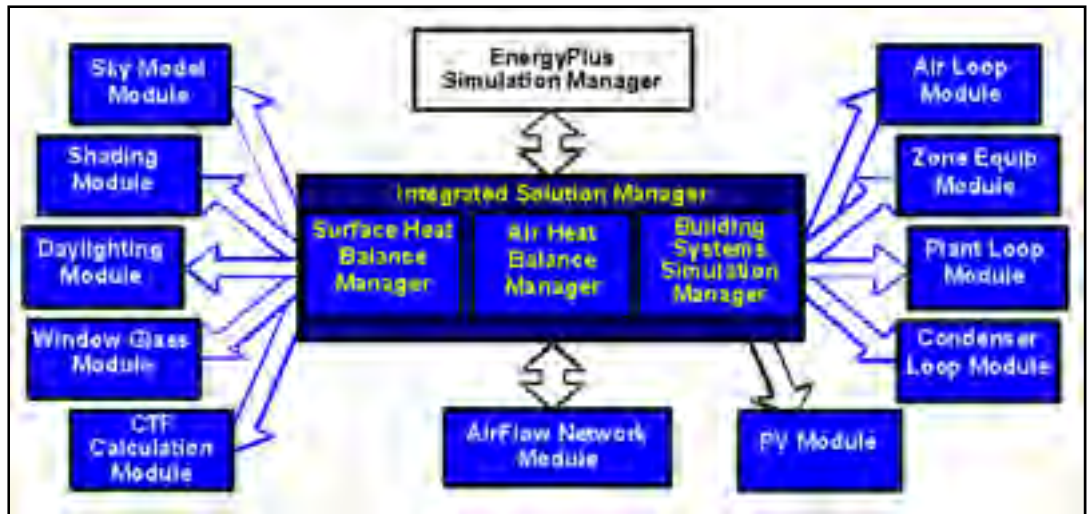 Sky Model
Module
Shading
Module
Daylighting
Module
Window Glass
Module
CTF
Calculation
Module
EnergyPlus
Simulation Manager
Integrated Solution Manager
Surface Heat
Balance
Manager
Air Heat
Balance
Manager
Building
Systems
Simulation
Manager
AirFlow Network
Module
PV Module
Air Loop
Module
Zone Equip
Module
Plant Loop
Module
Condenser
Loop Module